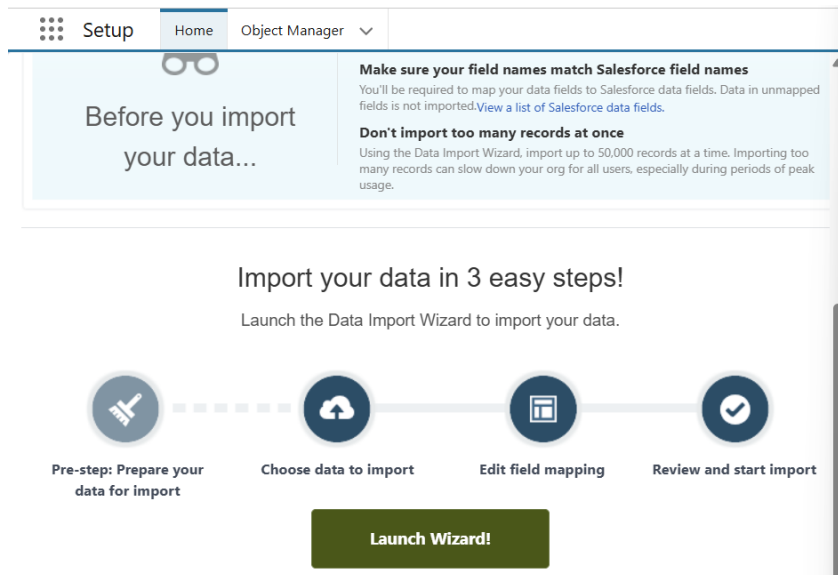 Setup
Home
Object Manager
Before you import
your data...
Make sure your field names match Salesforce field names
You'll be required to map your data fields to Salesforce data fields. Data in unmapped
fields is not imported.View a list of Salesforce data fields.
Don't import too many records at once
Using the Data Import Wizard, import up to 50,000 records at a time. Importing too
many records can slow down your org for all users, especially during periods of peak
usage.
Import your data in 3 easy steps!
Launch the Data Import Wizard to import your data.
Pre-step: Prepare your
data for import
Choose data to import
Edit field mapping
Review and start import
Launch Wizard!